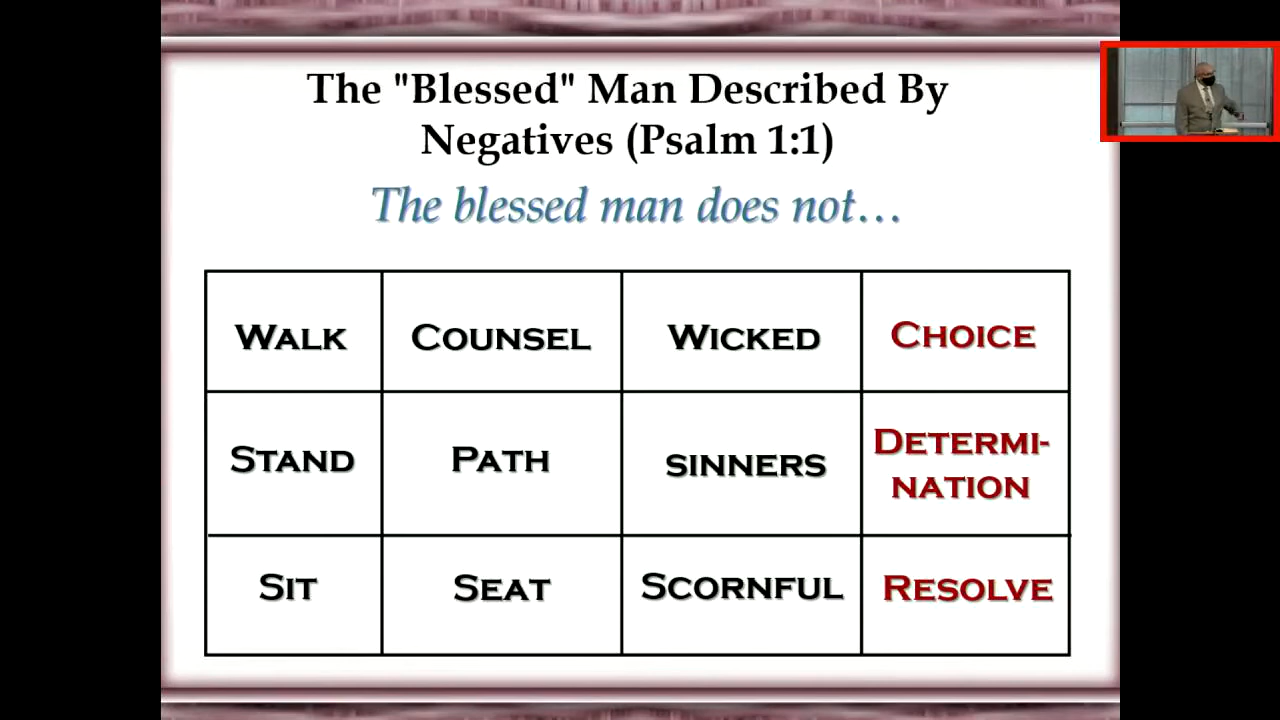 The "Blessed" Man Described By
Negatives (Psalm 1:1)
The blessed man does not…
WALK COUNSEL WICKED CHOICE
STAND PATH SINNERS DETERMI-
NATION
SIT SEAT SCORNFUL RESOLVE